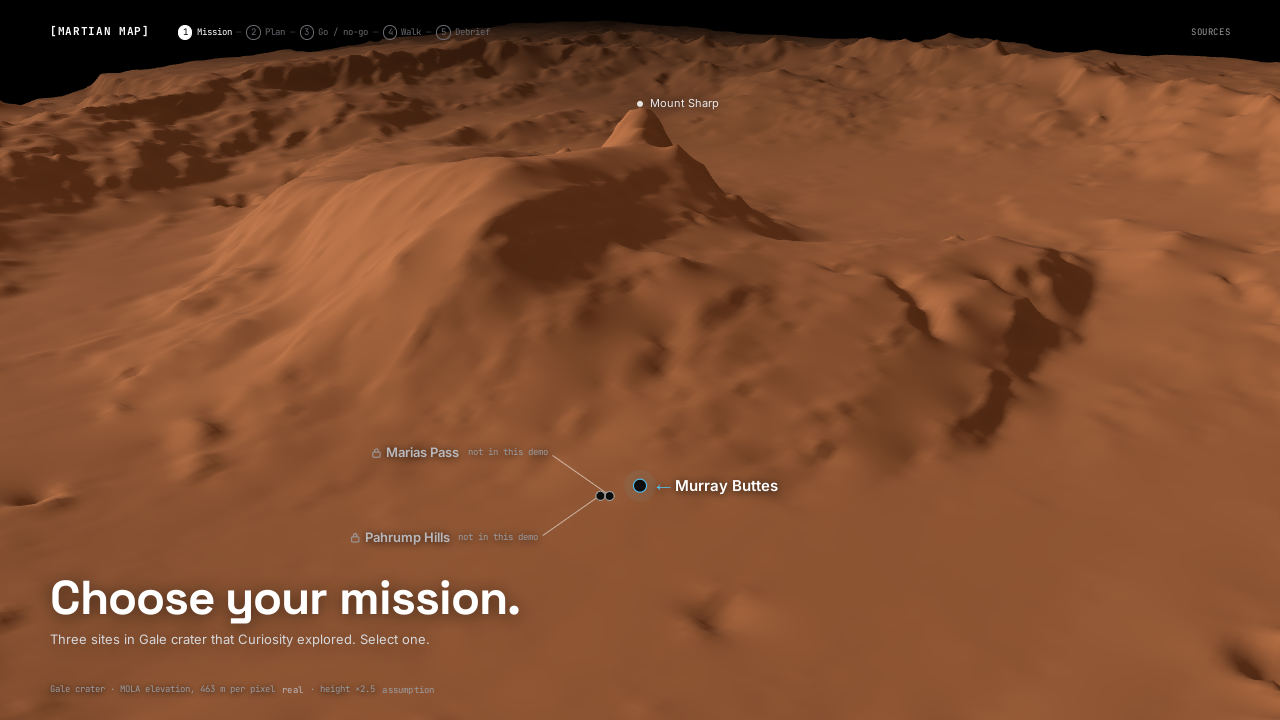 [MARTIAN MAP]
1 Mission — 2 Plan — 3 Go / no-go — 4 Walk — 5 Debrief
SOURCES
Mount Sharp
Marias Pass not in this demo
← Murray Buttes
Pahrump Hills not in this demo
Choose your mission.
Three sites in Gale crater that Curiosity explored. Select one.
Gale crater · MOLA elevation, 463 m per pixel real · height ×2.5 assumption